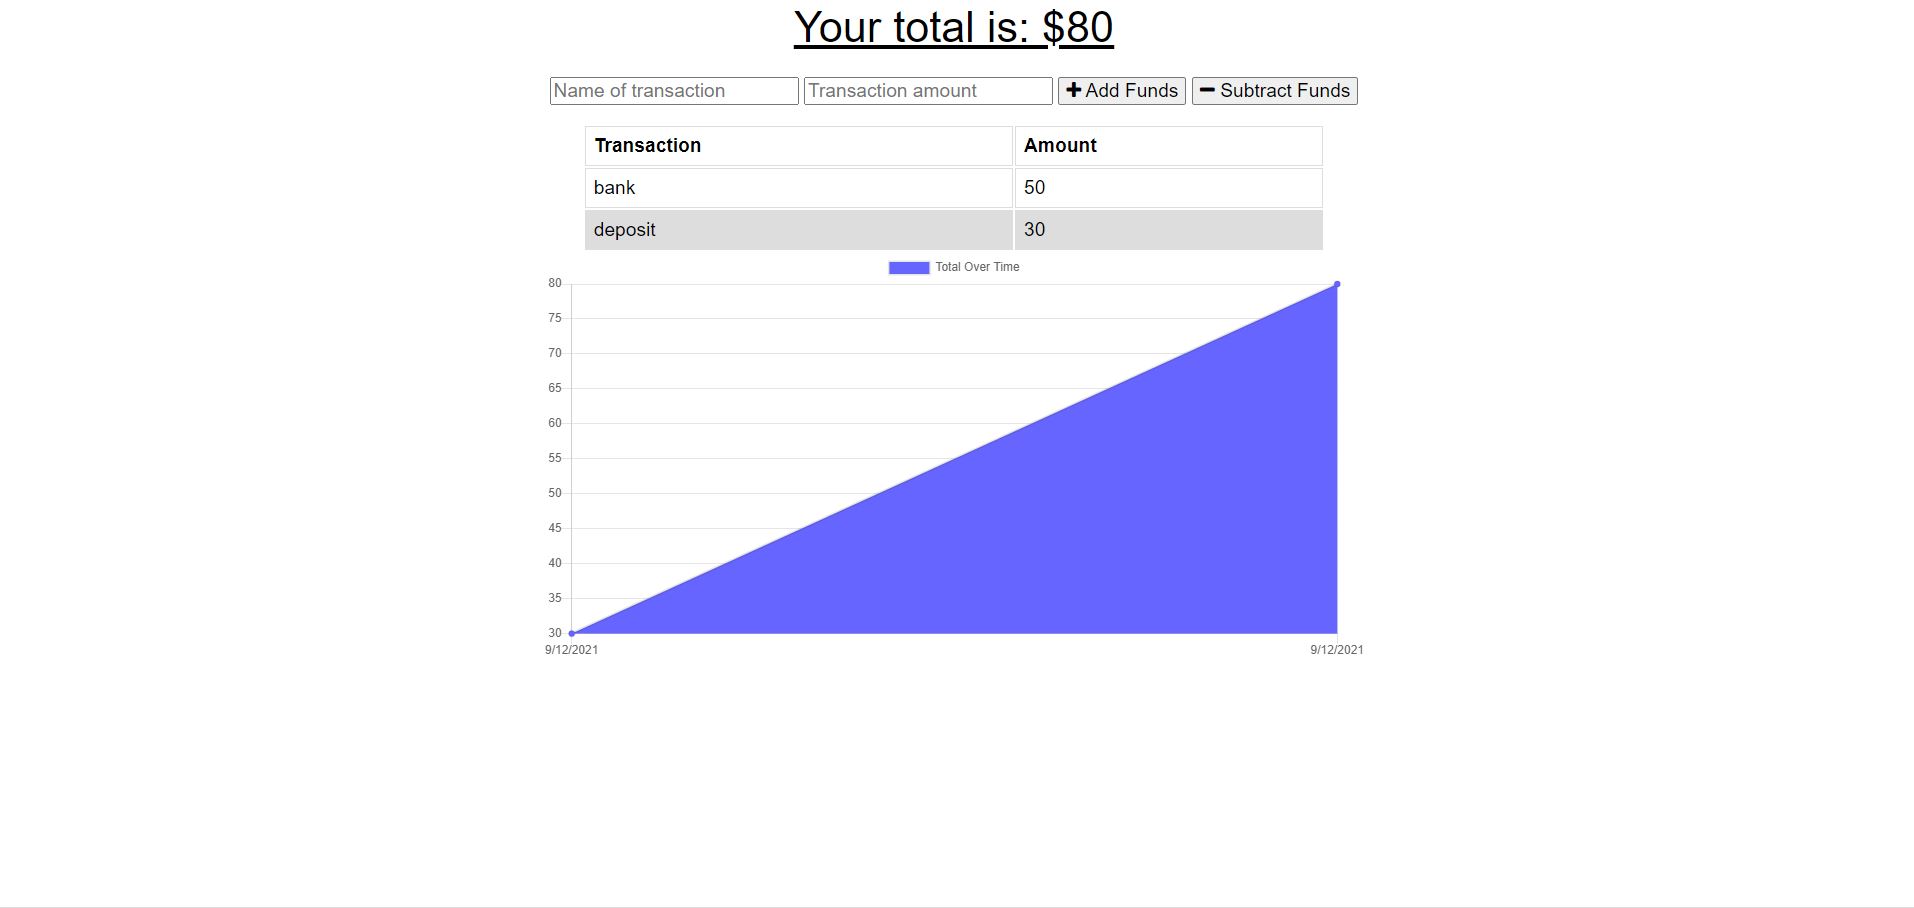 Your total is: $80
Name of transaction Transaction amount Add Funds Subtract Funds
Transaction Amount
bank 50
deposit 30
Total Over Time
80
75
70
65
60
55
50
45
40
35
30
9/12/2021 9/12/2021